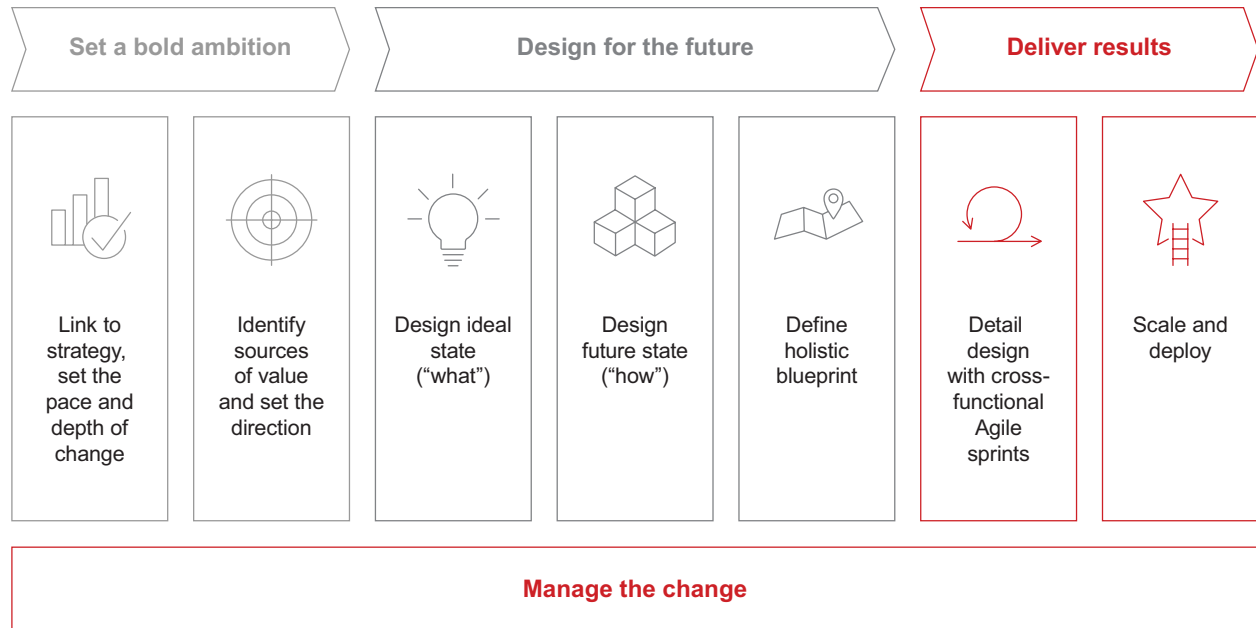 Set a bold ambition
Design for the future
Deliver results
Link to
strategy,
set the
pace and
depth of
change
Identify
sources
of value
and set the
direction
Design ideal
state
(“what”)
Design
future state
(“how”)
Define
holistic
blueprint
Detail
design
with cross-
functional
Agile
sprints
Scale and
deploy
Manage the change